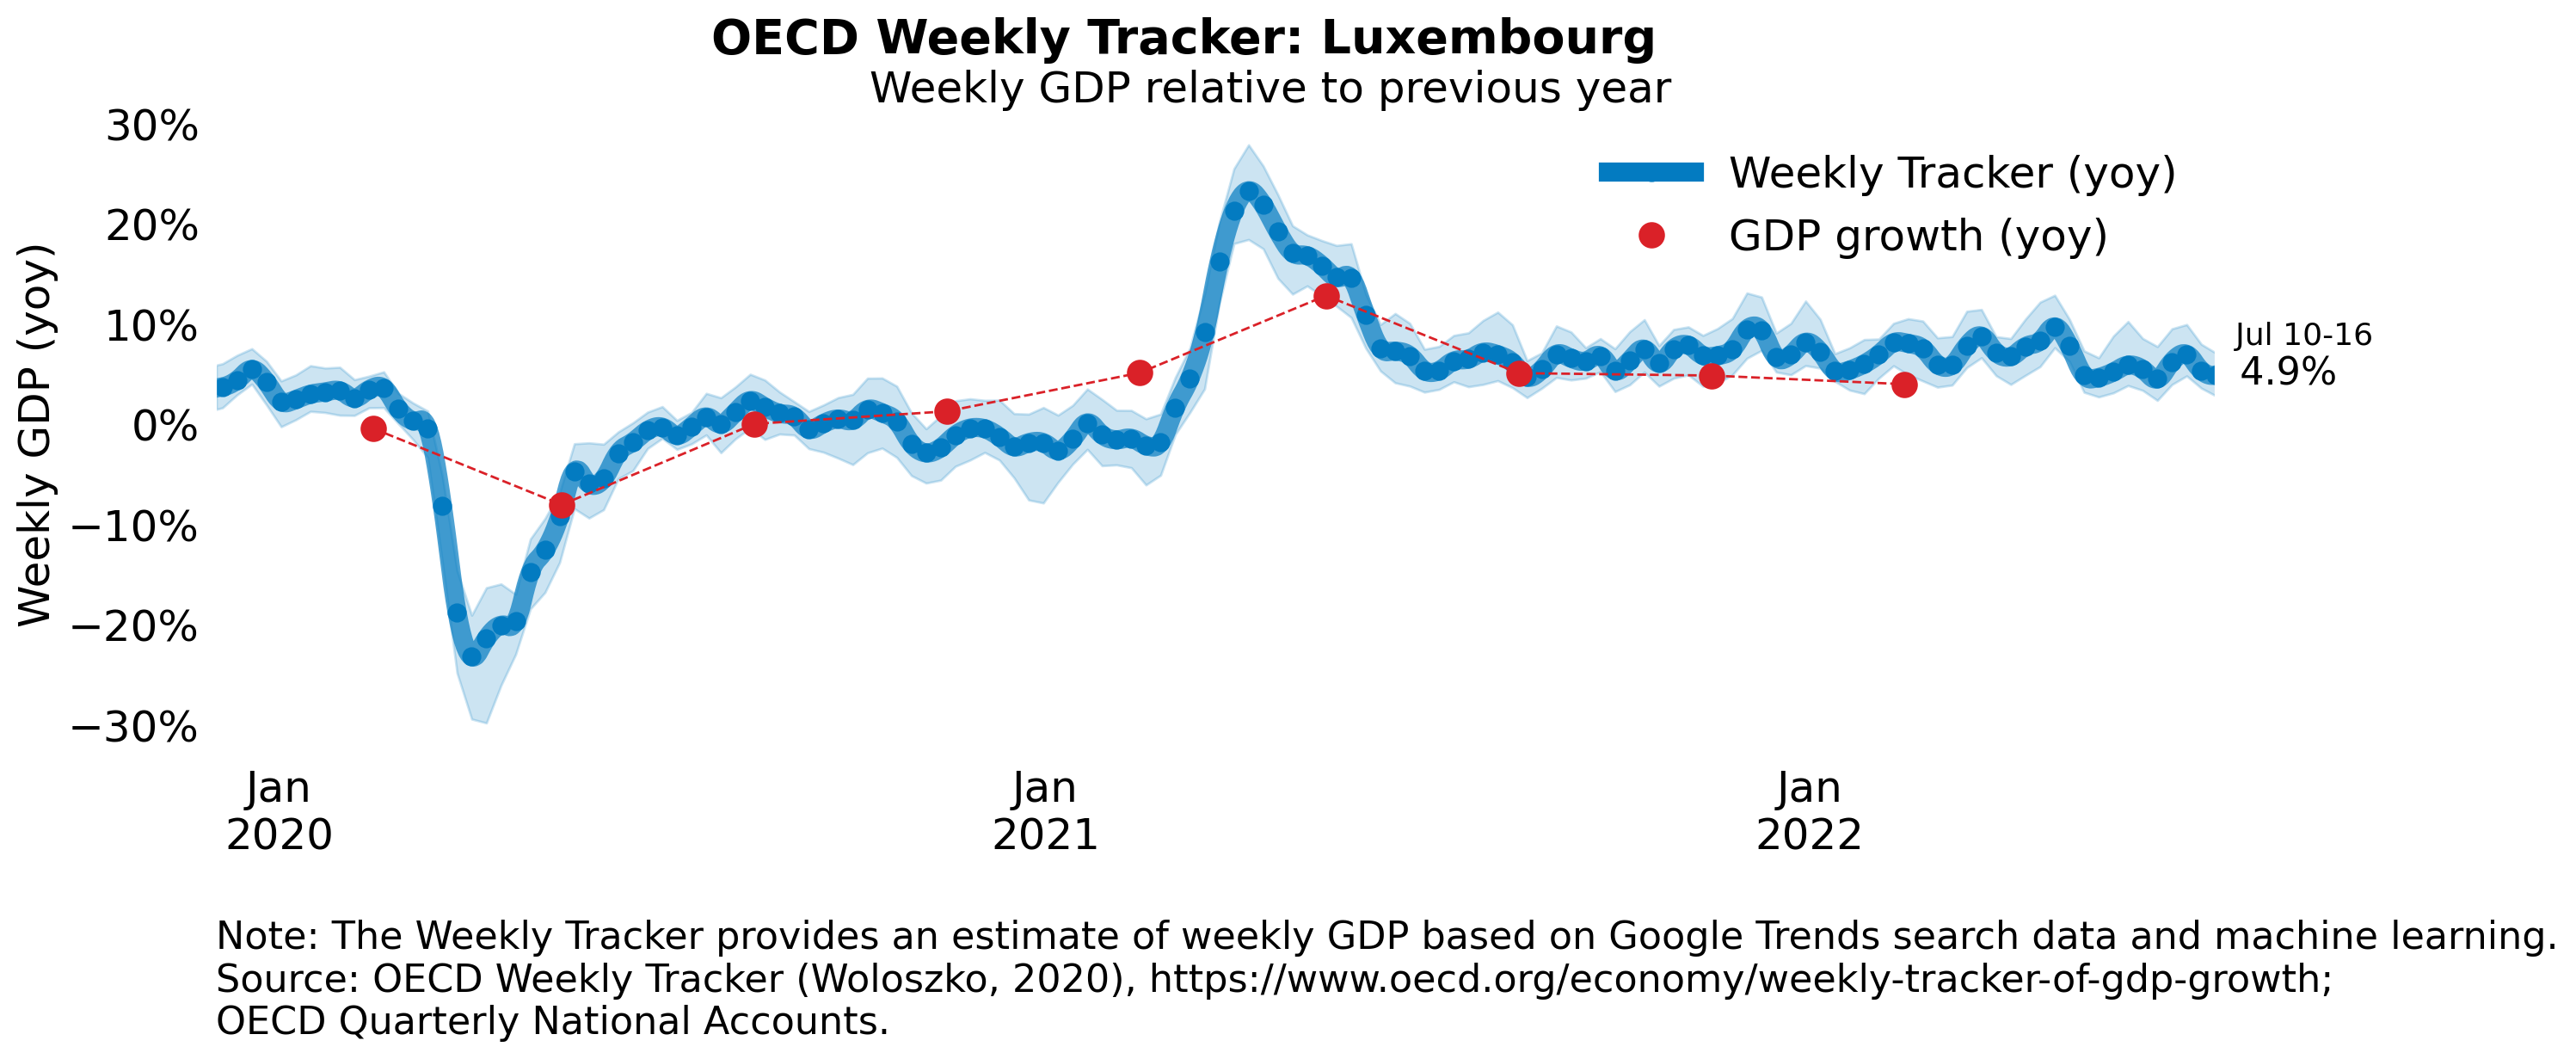 OECD Weekly Tracker: Luxembourg
Weekly GDP relative to previous year
Weekly GDP (yoy)
30%
20%
10%
0%
−10%
−20%
−30%
Weekly Tracker (yoy)
GDP growth (yoy)
Jul 10-16
4.9%
Jan
2020
Jan
2021
Jan
2022
Note: The Weekly Tracker provides an estimate of weekly GDP based on Google Trends search data and machine learning.
Source: OECD Weekly Tracker (Woloszko, 2020), https://www.oecd.org/economy/weekly-tracker-of-gdp-growth;
OECD Quarterly National Accounts.